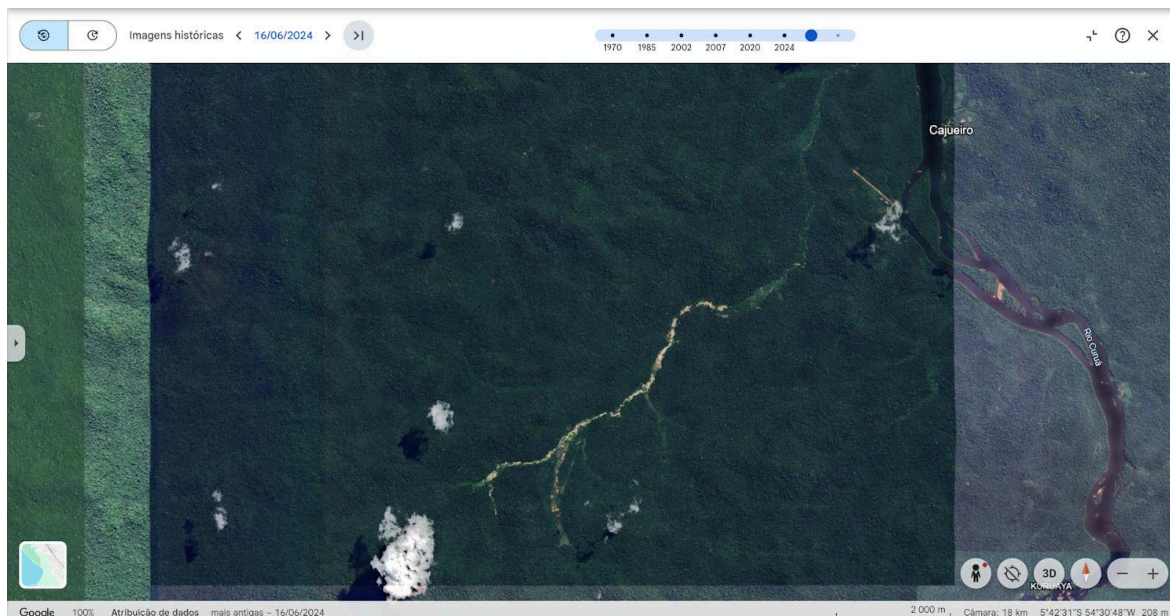 Imagens históricas 16/06/2024
1970 1985 2002 2007 2020 2024
Cajueiro
Rio Curuá
3D
KURUAYA
Google 100% Atribuição de dados mais antigas – 16/06/2024 2 000 m Câmara: 18 km 5°42'31"S 54°30'48"W 208 m